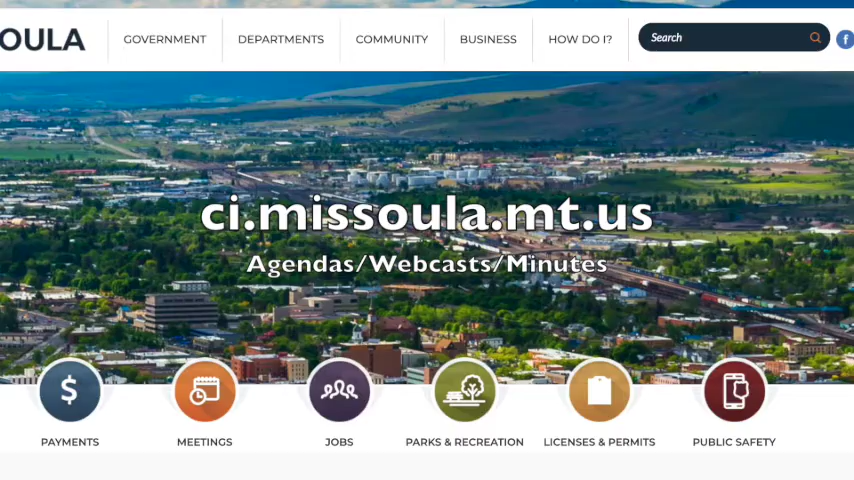 OULA
GOVERNMENT
DEPARTMENTS
COMMUNITY
BUSINESS
HOW DO I?
Search
f
ci.missoula.mt.us
Agendas/Webcasts/Minutes
$
PAYMENTS
MEETINGS
JOBS
PARKS & RECREATION
LICENSES & PERMITS
PUBLIC SAFETY